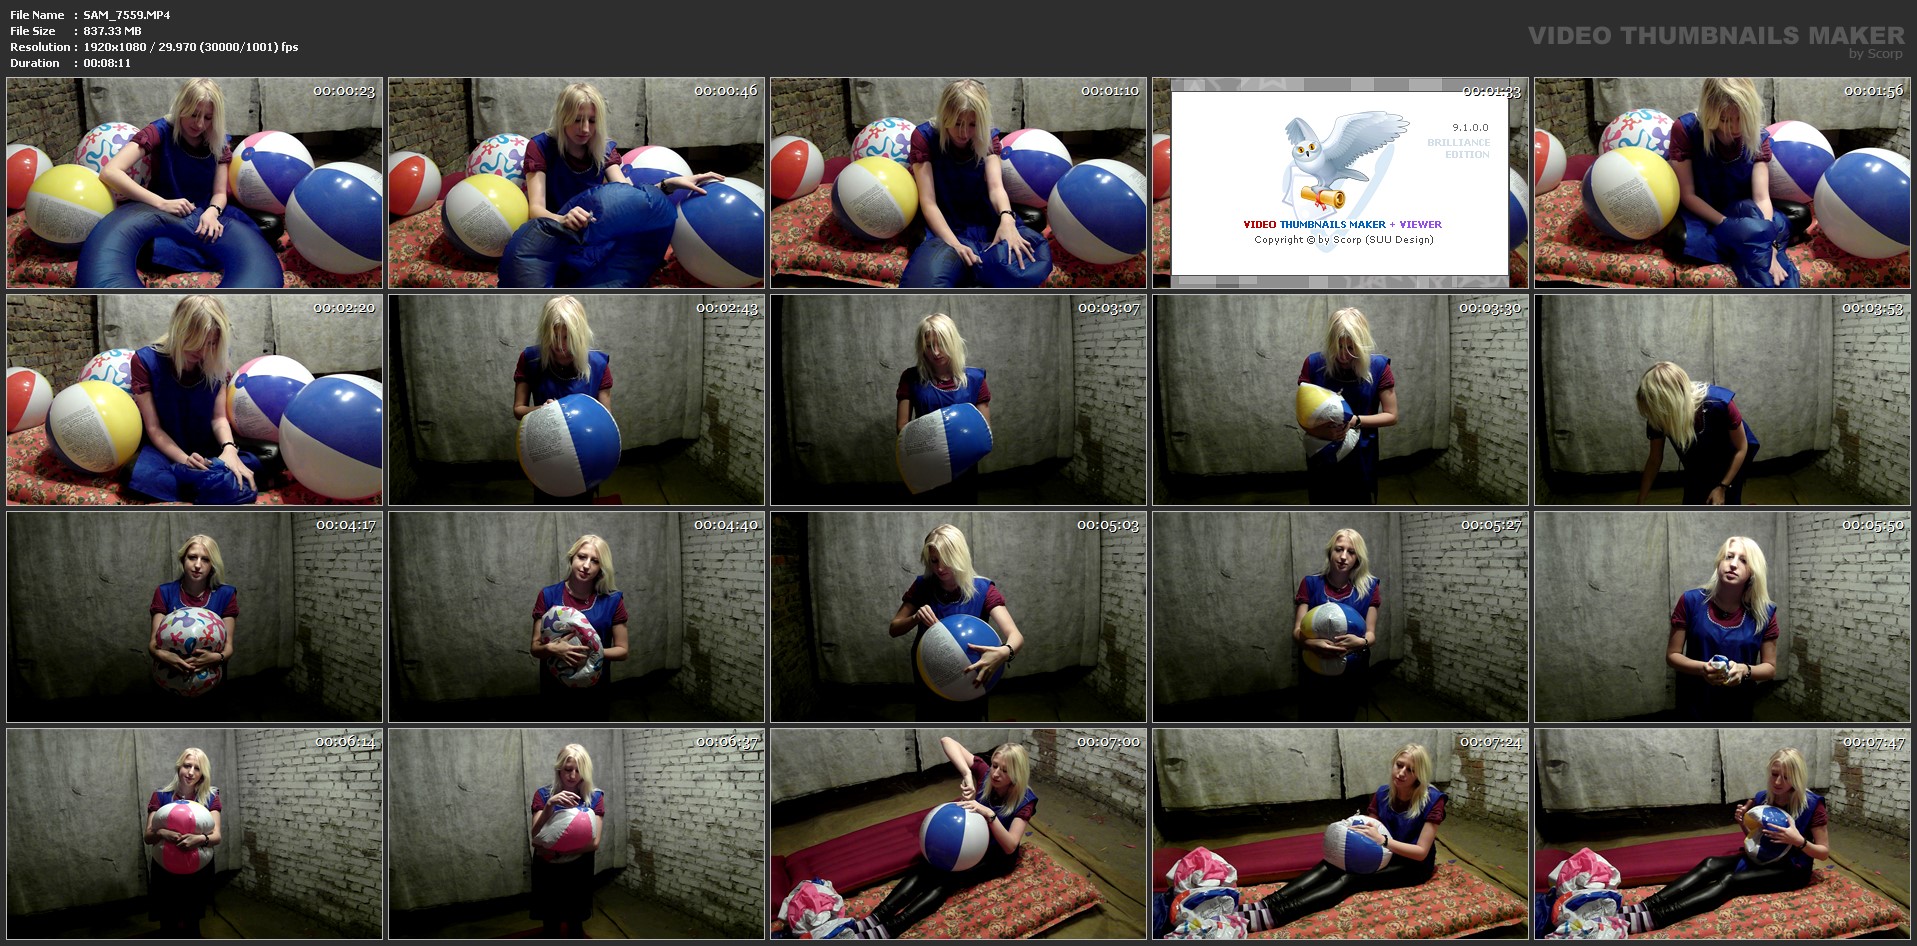 File Name : SAM_7559.MP4
File Size : 837.33 MB
Resolution : 1920x1080 / 29.970 (30000/1001) fps
Duration : 00:08:11
VIDEO THUMBNAILS MAKER
by Scorp
00:00:23
00:00:46
00:01:10
00:01:33
00:01:56
9.1.0.0
BRILLIANCE
EDITION
VIDEO THUMBNAILS MAKER + VIEWER
Copyright © by Scorp (SUU Design)
00:02:20
00:02:43
00:03:07
00:03:30
00:03:53
00:04:17
00:04:40
00:05:03
00:05:27
00:05:50
00:06:14
00:06:37
00:07:00
00:07:24
00:07:47